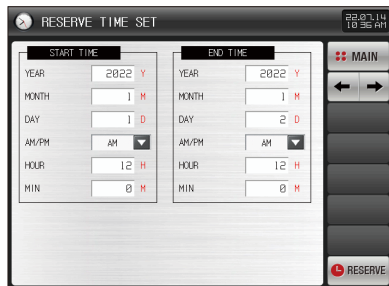 RESERVE TIME SET
22.07.14
10:36 AM
START TIME
YEAR 2022 Y
MONTH 1 M
DAY 1 D
AM/PM AM
HOUR 12 H
MIN 0 M
END TIME
YEAR 2022 Y
MONTH 1 M
DAY 2 D
AM/PM AM
HOUR 12 H
MIN 0 M
MAIN
RESERVE